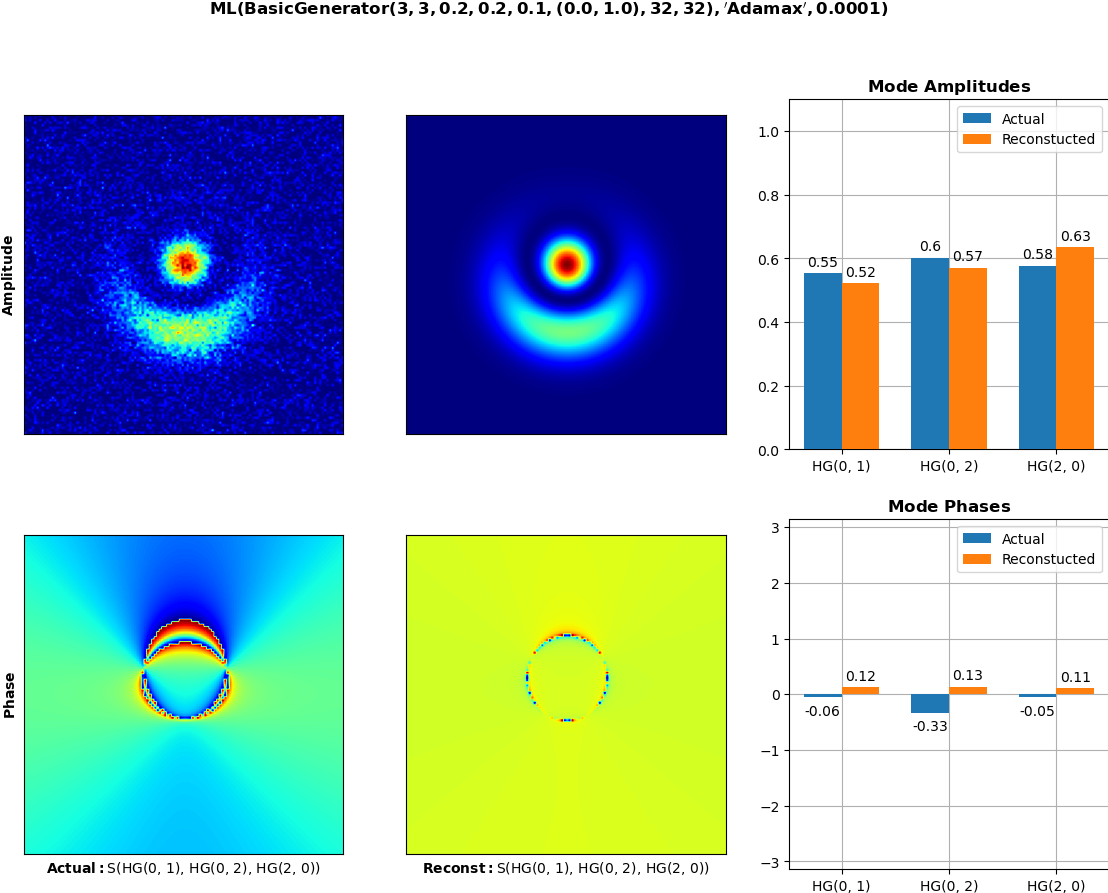 ML(BasicGenerator(3, 3, 0.2, 0.2, 0.1, (0.0, 1.0), 32, 32), ′Adamax′, 0.0001)
Amplitude
Mode Amplitudes
Actual
Reconstucted
1.0
0.8
0.6
0.4
0.2
0.0
0.55
0.52
0.6
0.57
0.58
0.63
HG(0, 1)
HG(0, 2)
HG(2, 0)
Phase
Actual: S(HG(0, 1), HG(0, 2), HG(2, 0))
Reconst: S(HG(0, 1), HG(0, 2), HG(2, 0))
Mode Phases
Actual
Reconstucted
3
2
1
0
−1
−2
−3
-0.06
0.12
-0.33
0.13
-0.05
0.11
HG(0, 1)
HG(0, 2)
HG(2, 0)